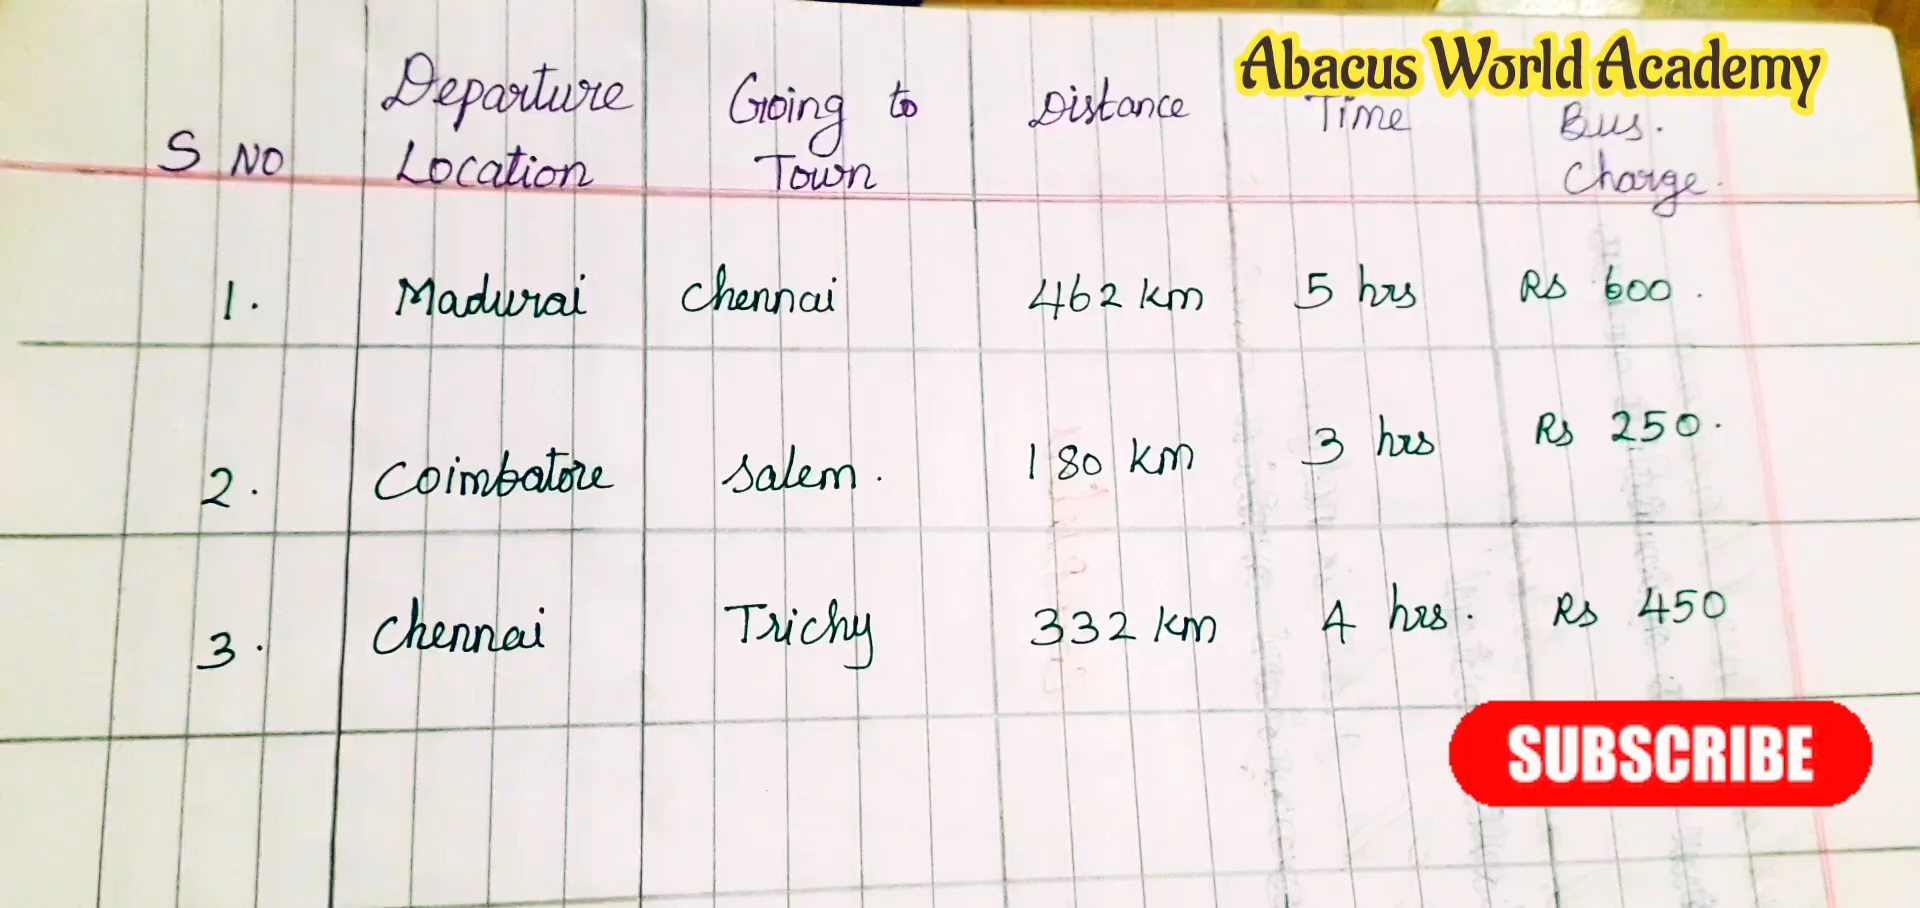 Abacus World Academy
S NO Departure Location Going to Town Distance Time Bus. Charge.
1. Madurai Chennai 462 km 5 hrs Rs 600.
2. Coimbatore Salem. 180 km 3 hrs Rs 250.
3. Chennai Trichy 332 km 4 hrs. Rs 450
SUBSCRIBE